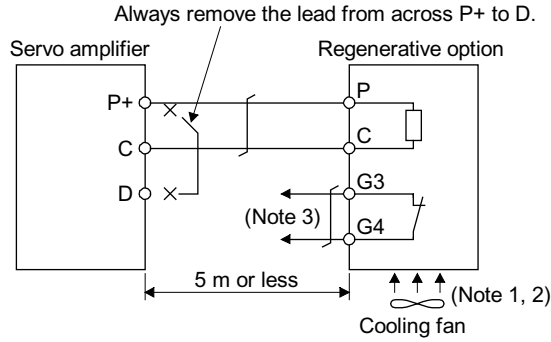 Always remove the lead from across P+ to D.
Servo amplifier
Regenerative option
P+
P
C
C
D
G3
(Note 3)
G4
5 m or less
(Note 1, 2)
Cooling fan